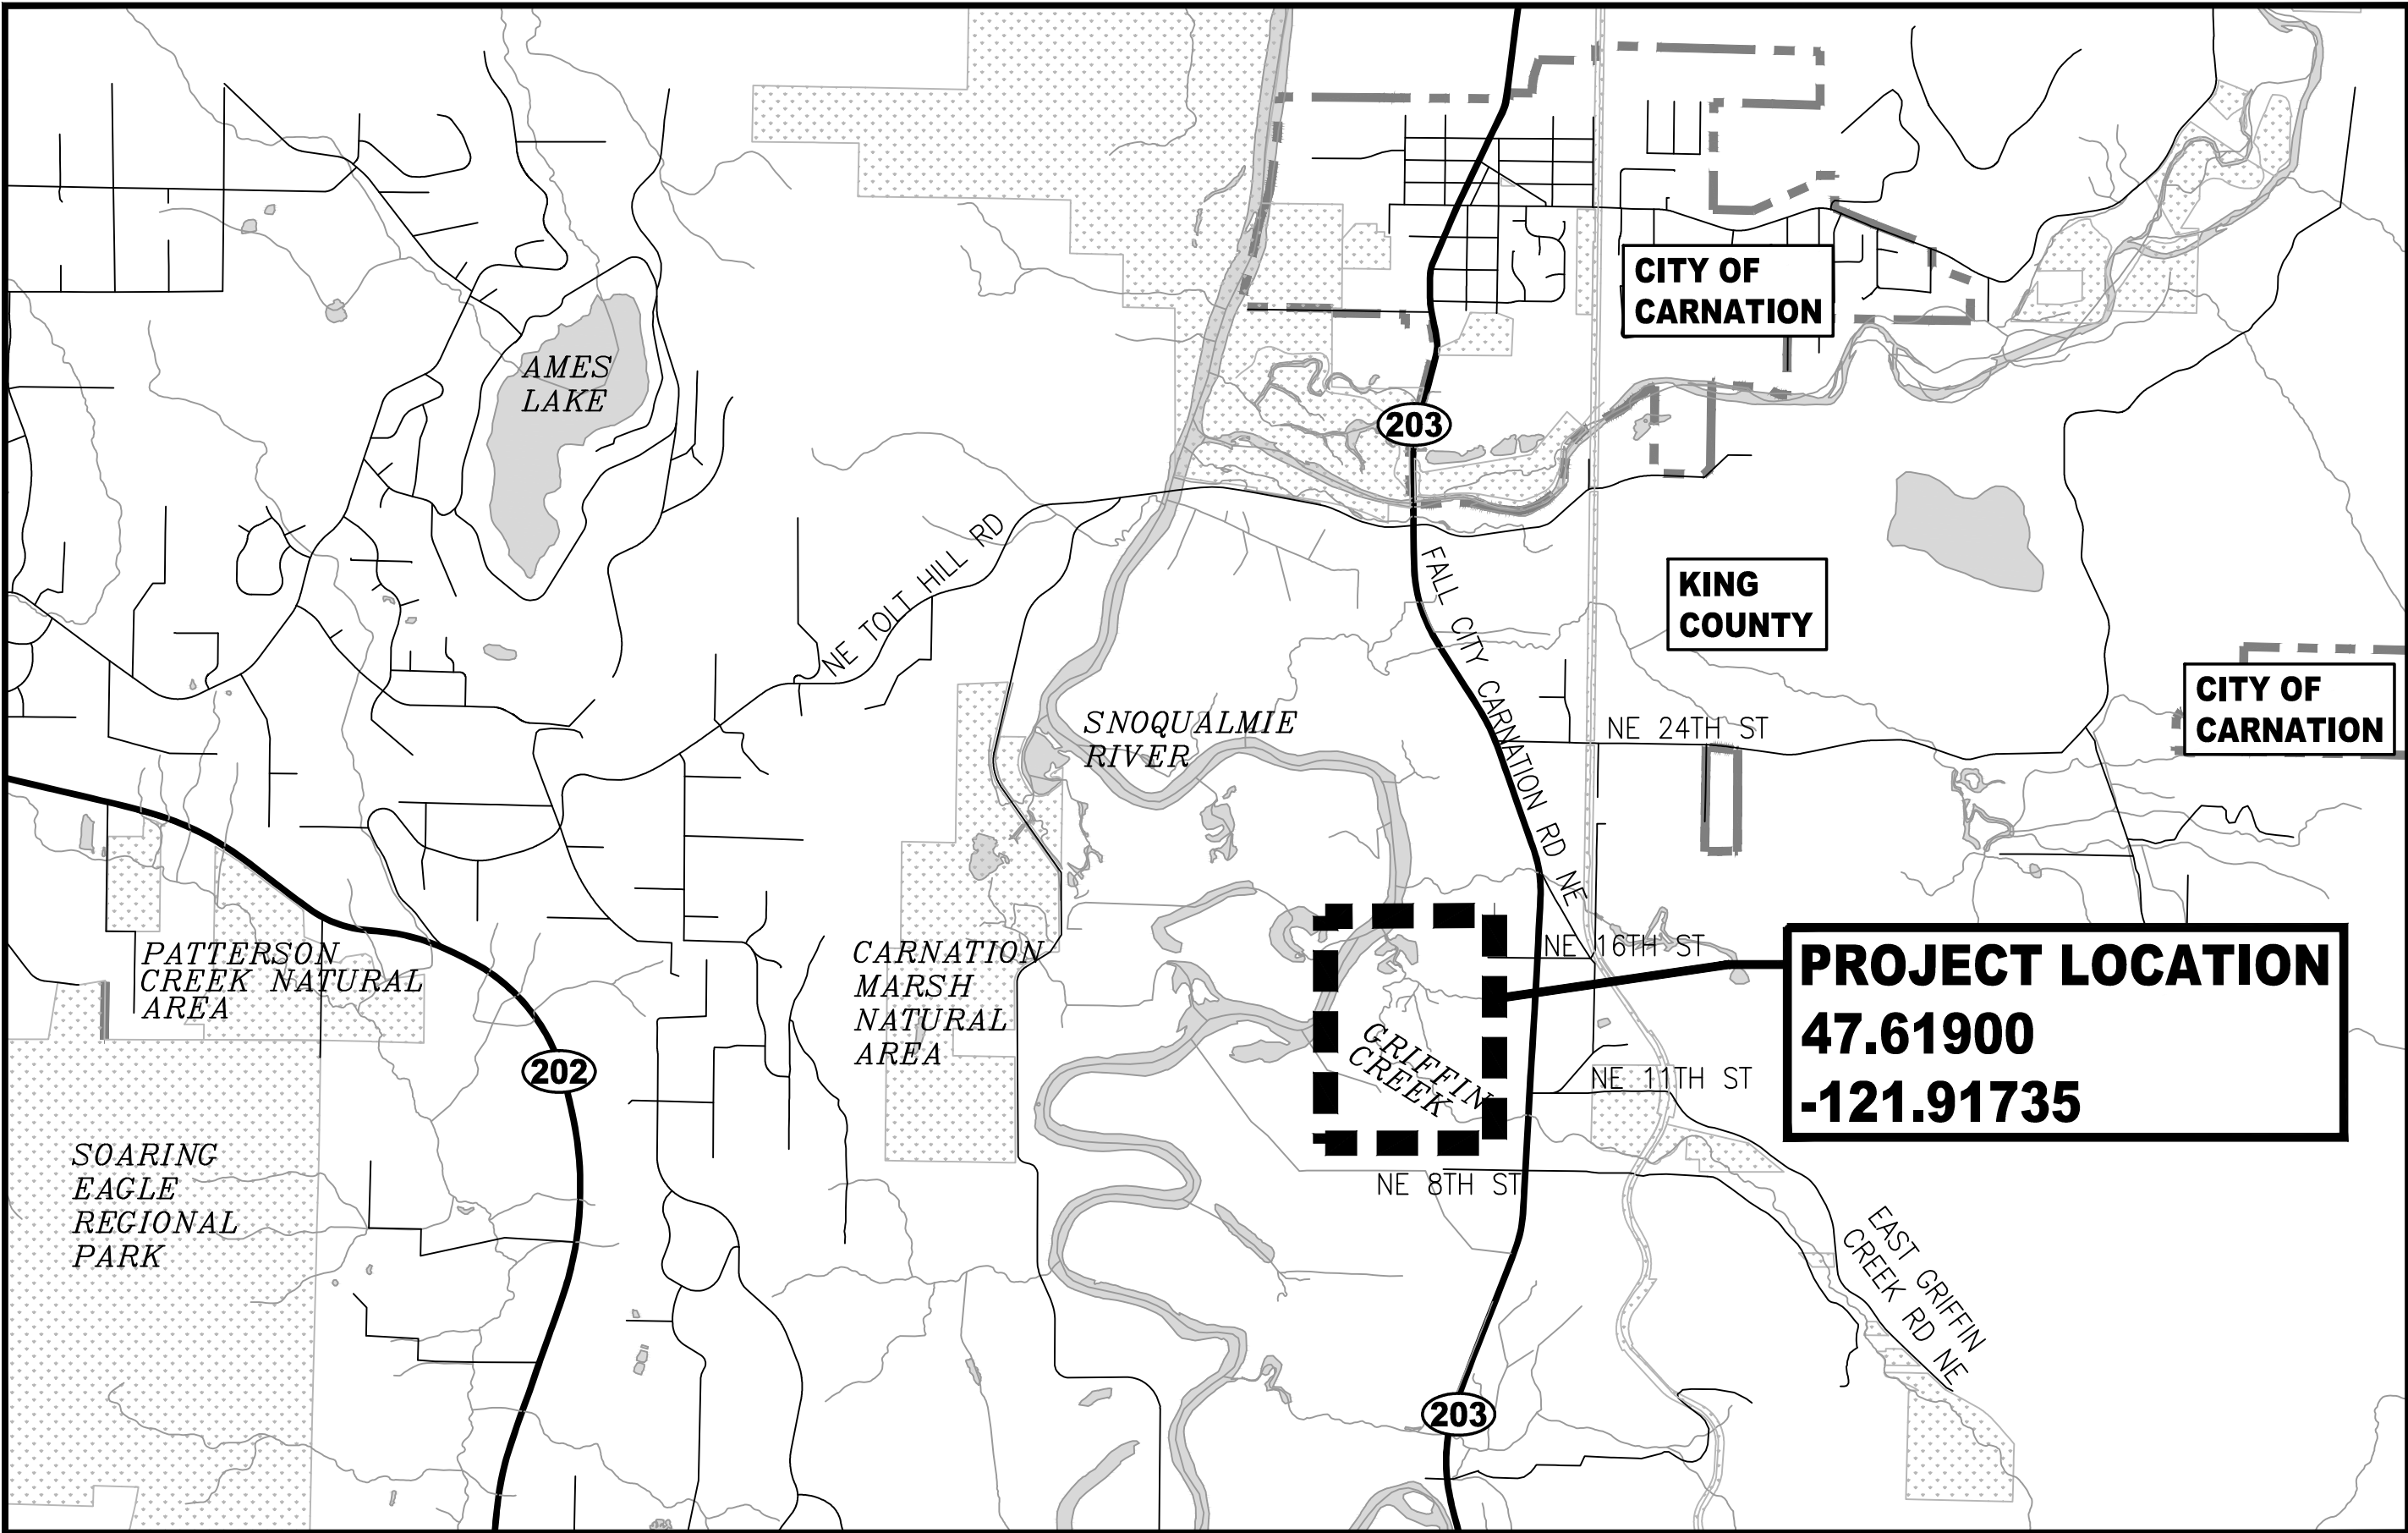 CITY OF
CARNATION
AMES
LAKE
203
NE TOLT HILL RD
FALL CITY CARNATION RD NE
KING
COUNTY
CITY OF
CARNATION
SNOQUALMIE
RIVER
NE 24TH ST
PATTERSON
CREEK NATURAL
AREA
CARNATION
MARSH
NATURAL
AREA
NE 16TH ST
PROJECT LOCATION
47.61900
-121.91735
202
GRIFFIN
CREEK
NE 11TH ST
SOARING
EAGLE
REGIONAL
PARK
NE 8TH ST
EAST GRIFFIN
CREEK RD NE
203